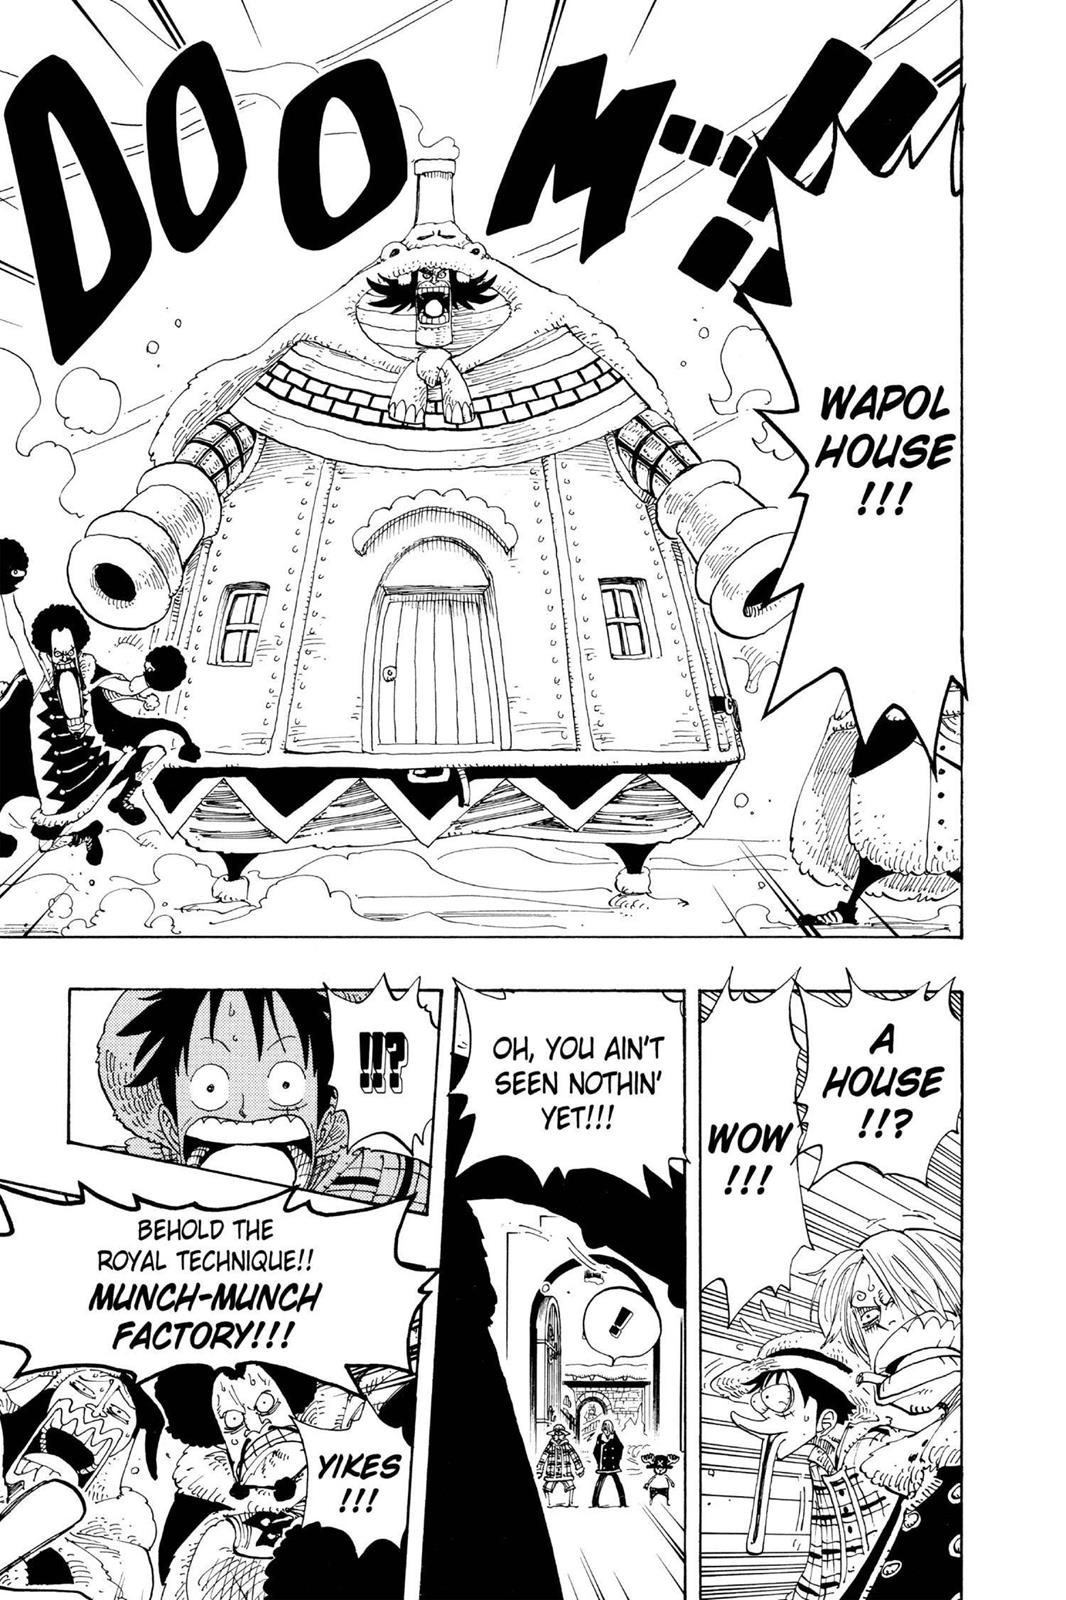 DOOM...!!
WAPOL
HOUSE
!!!
A
HOUSE
!!?
WOW
!!!
OH, YOU AIN'T
SEEN NOTHIN'
YET!!!
!
!!?
BEHOLD THE
ROYAL TECHNIQUE!!
MUNCH-MUNCH
FACTORY!!!
YIKES
!!!